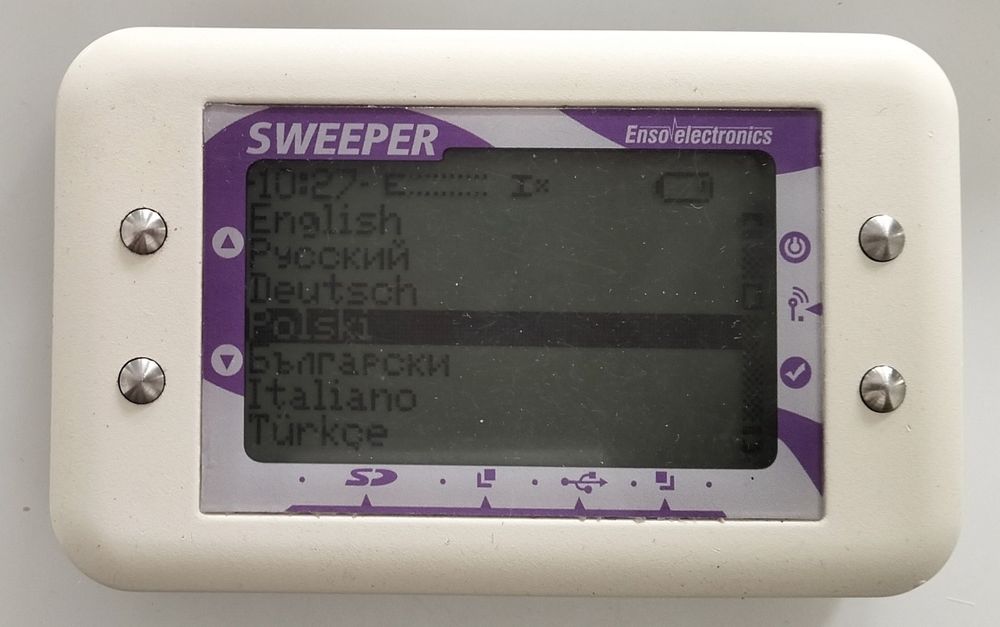 SWEEPER
Enso electronics
10:27
English
Русский
Deutsch
Polski
Български
Italiano
Türkçe
SD